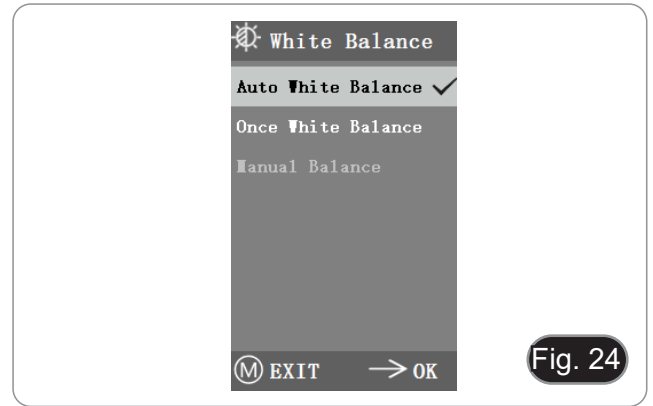 White Balance
Auto White Balance
Once White Balance
Manual Balance
M EXIT → OK
Fig. 24